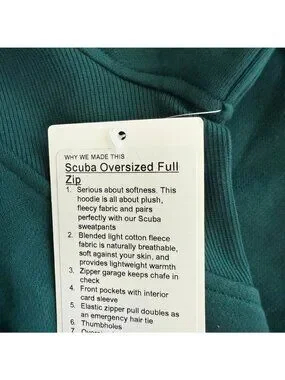 WHY WE MADE THIS
Scuba Oversized Full
Zip
1. Serious about softness. This
hoodie is all about plush,
fleecy fabric and pairs
perfectly with our Scuba
sweatpants
2. Blended light cotton fleece
fabric is naturally breathable,
soft against your skin, and
provides lightweight warmth
3. Zipper garage keeps chafe in
check
4. Front pockets with interior
card sleeve
5. Elastic zipper pull doubles as
an emergency hair tie
6. Thumbholes
7